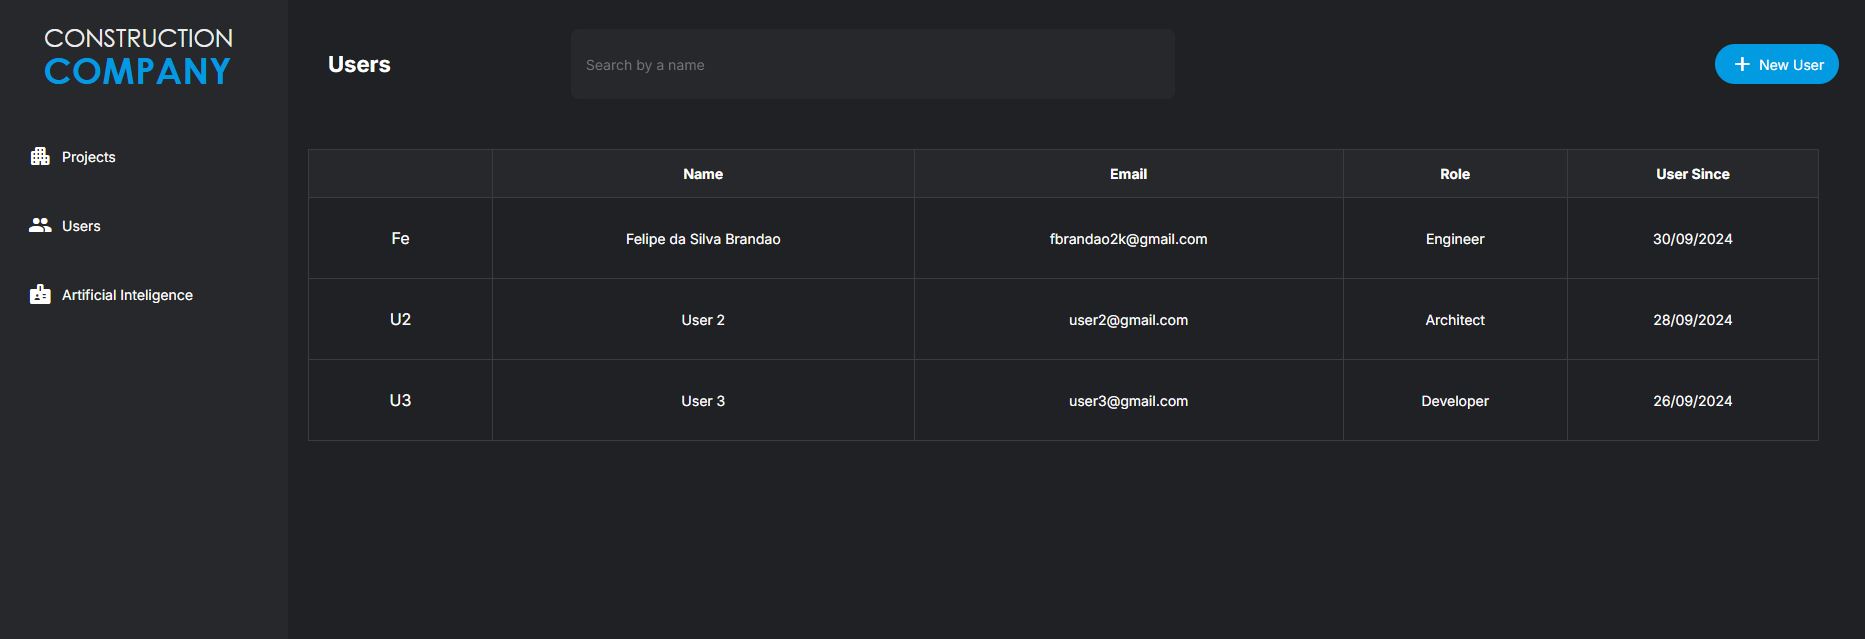 CONSTRUCTION
COMPANY
Projects
Users
Artificial Inteligence
Users
Search by a name
New User
Name Email Role User Since
Fe Felipe da Silva Brandao fbrandao2k@gmail.com Engineer 30/09/2024
U2 User 2 user2@gmail.com Architect 28/09/2024
U3 User 3 user3@gmail.com Developer 26/09/2024